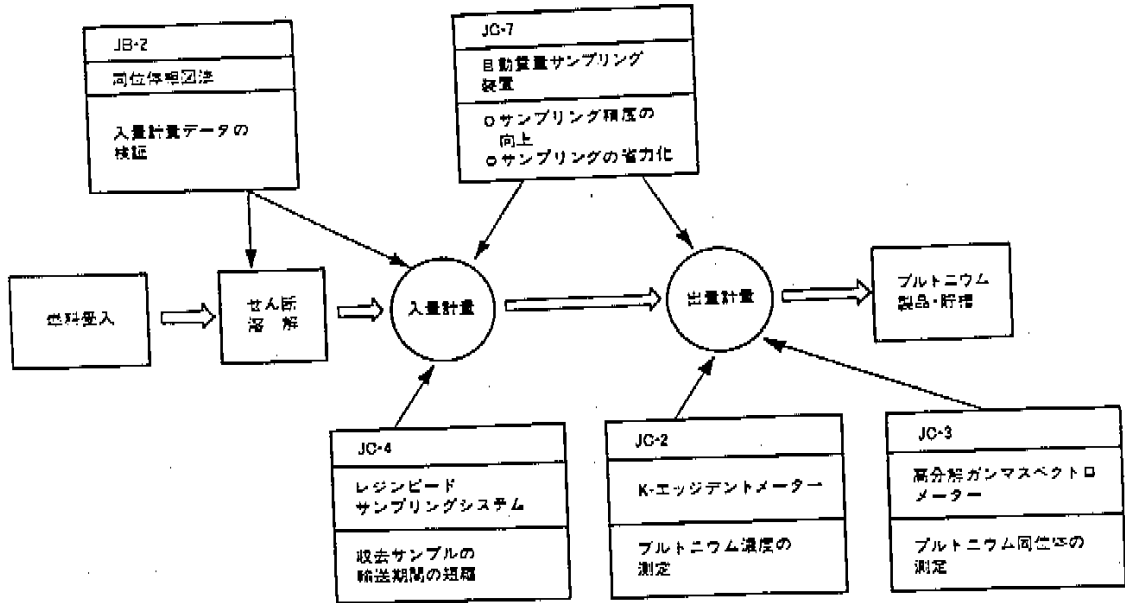 JB-2
同位体相関法
入量計量データの
検証
JC-7
自動重量サンプリング
装置
○サンプリング精度の
向上
○サンプリングの省力化
燃料受入
せん断
溶解
入量計量
出量計量
プルトニウム
製品・貯槽
JC-4
レジンビード
サンプリングシステム
収去サンプルの
輸送期間の短縮
JC-2
K-エッジデントメーター
プルトニウム濃度の
測定
JC-3
高分解ガンマスペクトロ
メーター
プルトニウム同位体の
測定